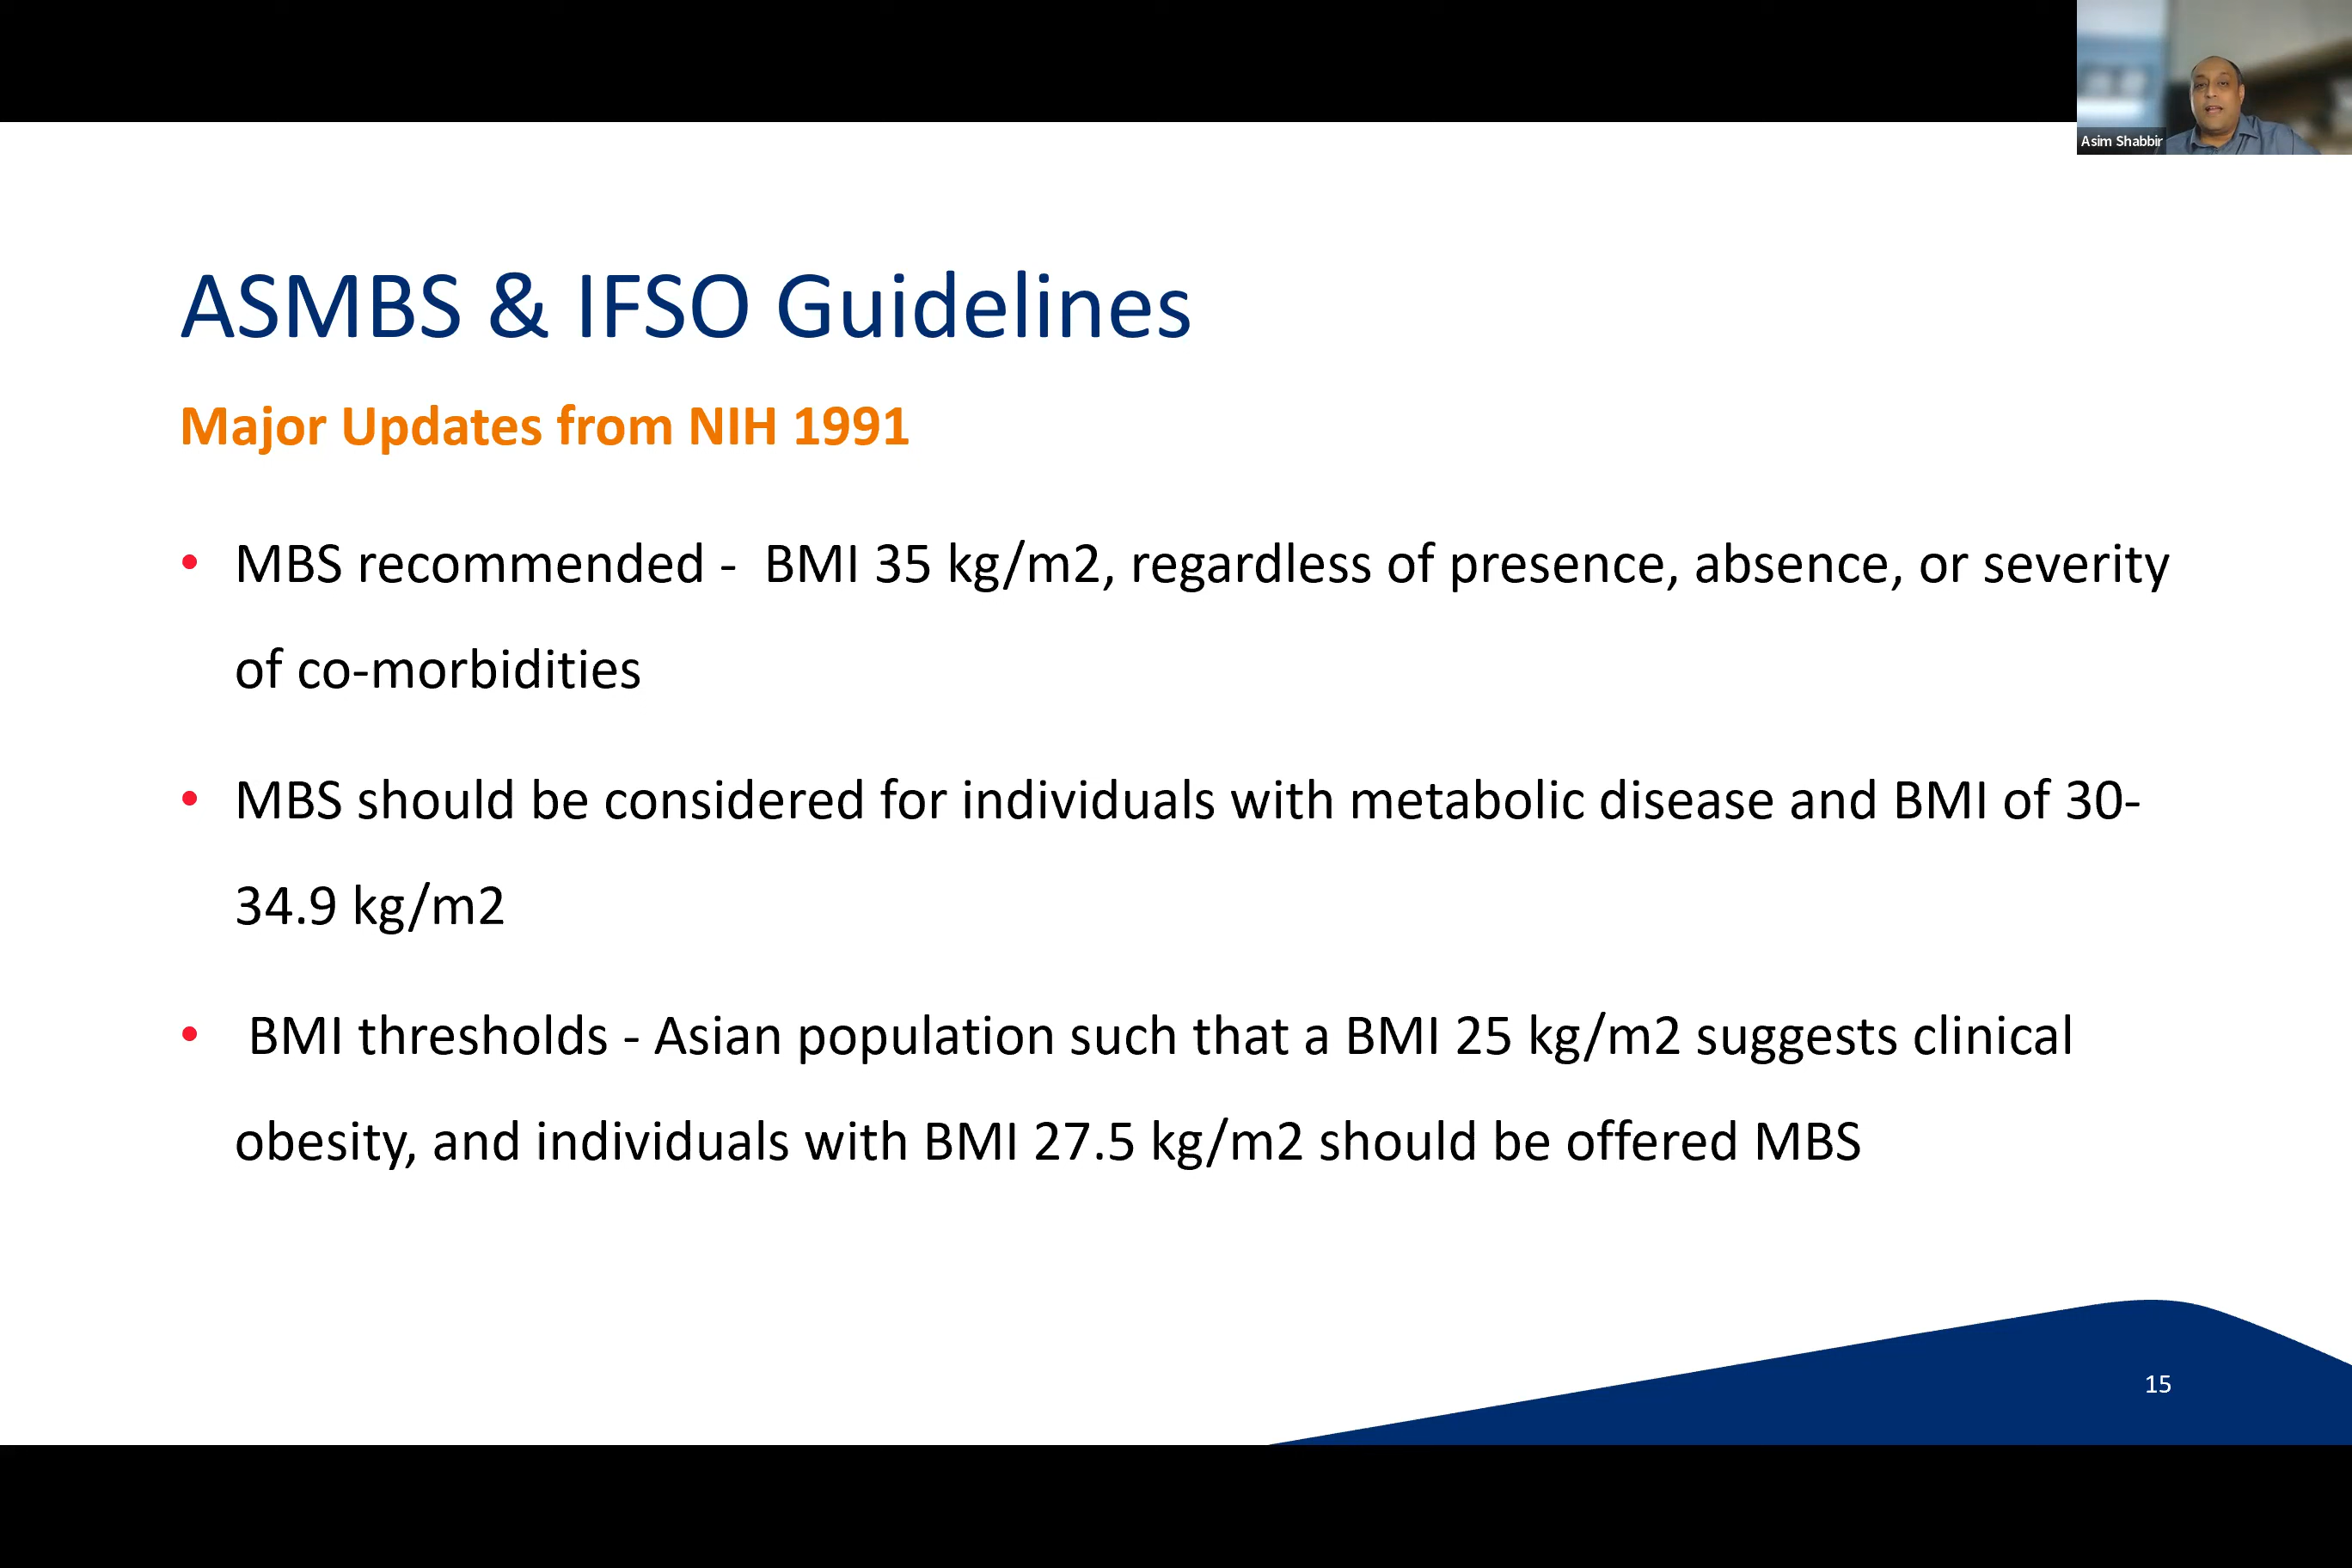 Asim Shabbir
ASMBS & IFSO Guidelines
Major Updates from NIH 1991
• MBS recommended - BMI 35 kg/m2, regardless of presence, absence, or severity
of co-morbidities
• MBS should be considered for individuals with metabolic disease and BMI of 30-
34.9 kg/m2
• BMI thresholds - Asian population such that a BMI 25 kg/m2 suggests clinical
obesity, and individuals with BMI 27.5 kg/m2 should be offered MBS
15